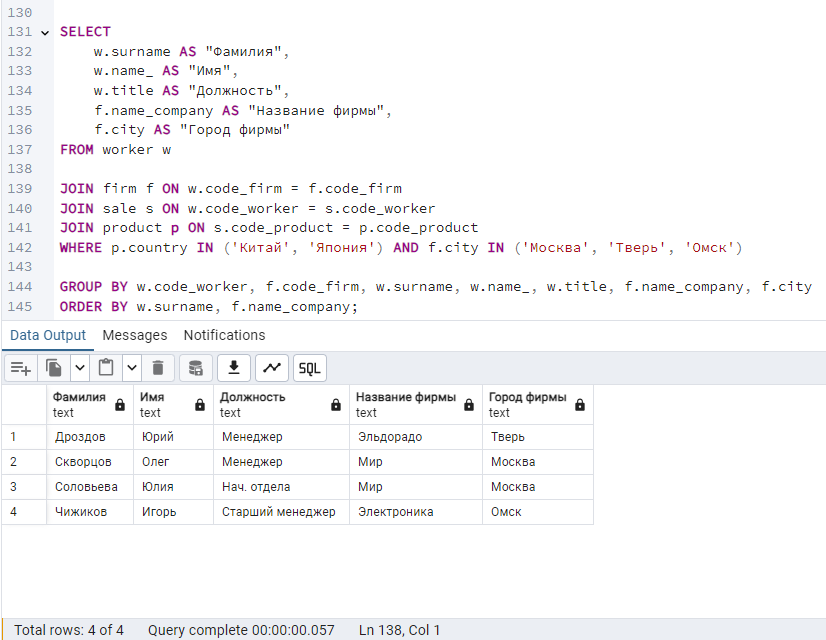 130
131 SELECT
132 w.surname AS "Фамилия",
133 w.name_ AS "Имя",
134 w.title AS "Должность",
135 f.name_company AS "Название фирмы",
136 f.city AS "Город фирмы"
137 FROM worker w
138
139 JOIN firm f ON w.code_firm = f.code_firm
140 JOIN sale s ON w.code_worker = s.code_worker
141 JOIN product p ON s.code_product = p.code_product
142 WHERE p.country IN ('Китай', 'Япония') AND f.city IN ('Москва', 'Тверь', 'Омск')
143
144 GROUP BY w.code_worker, f.code_firm, w.surname, w.name_, w.title, f.name_company, f.city
145 ORDER BY w.surname, f.name_company;
Data Output Messages Notifications
SQL
Фамилия Имя Должность Название фирмы Город фирмы
text text text text text
1 Дроздов Юрий Менеджер Эльдорадо Тверь
2 Скворцов Олег Менеджер Мир Москва
3 Соловьева Юлия Нач. отдела Мир Москва
4 Чижиков Игорь Старший менеджер Электроника Омск
Total rows: 4 of 4 Query complete 00:00:00.057 Ln 138, Col 1